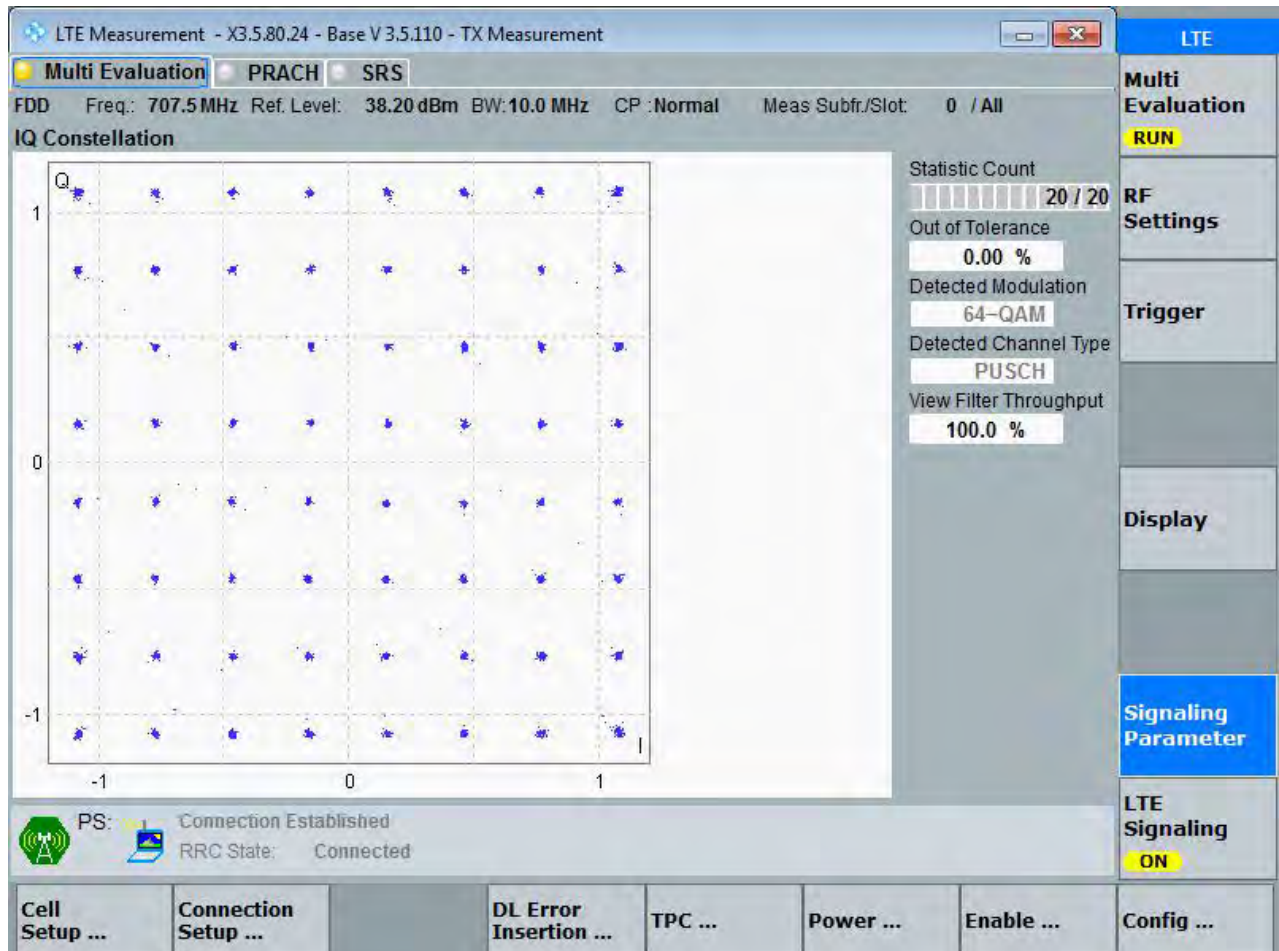 LTE Measurement - X3.5.80.24 - Base V 3.5.110 - TX Measurement
LTE
Multi Evaluation PRACH SRS
FDD Freq.: 707.5 MHz Ref. Level: 38.20 dBm BW: 10.0 MHz CP :Normal Meas Subfr./Slot: 0 / All
IQ Constellation
Q
1
0
-1
I
-1 0 1
Statistic Count
20 / 20
Out of Tolerance
0.00 %
Detected Modulation
64-QAM
Detected Channel Type
PUSCH
View Filter Throughput
100.0 %
Multi
Evaluation
RUN
RF
Settings
Trigger
Display
Signaling
Parameter
LTE
Signaling
ON
PS: Connection Established
RRC State: Connected
Cell
Setup ...
Connection
Setup ...
DL Error
Insertion ...
TPC ...
Power ...
Enable ...
Config ...